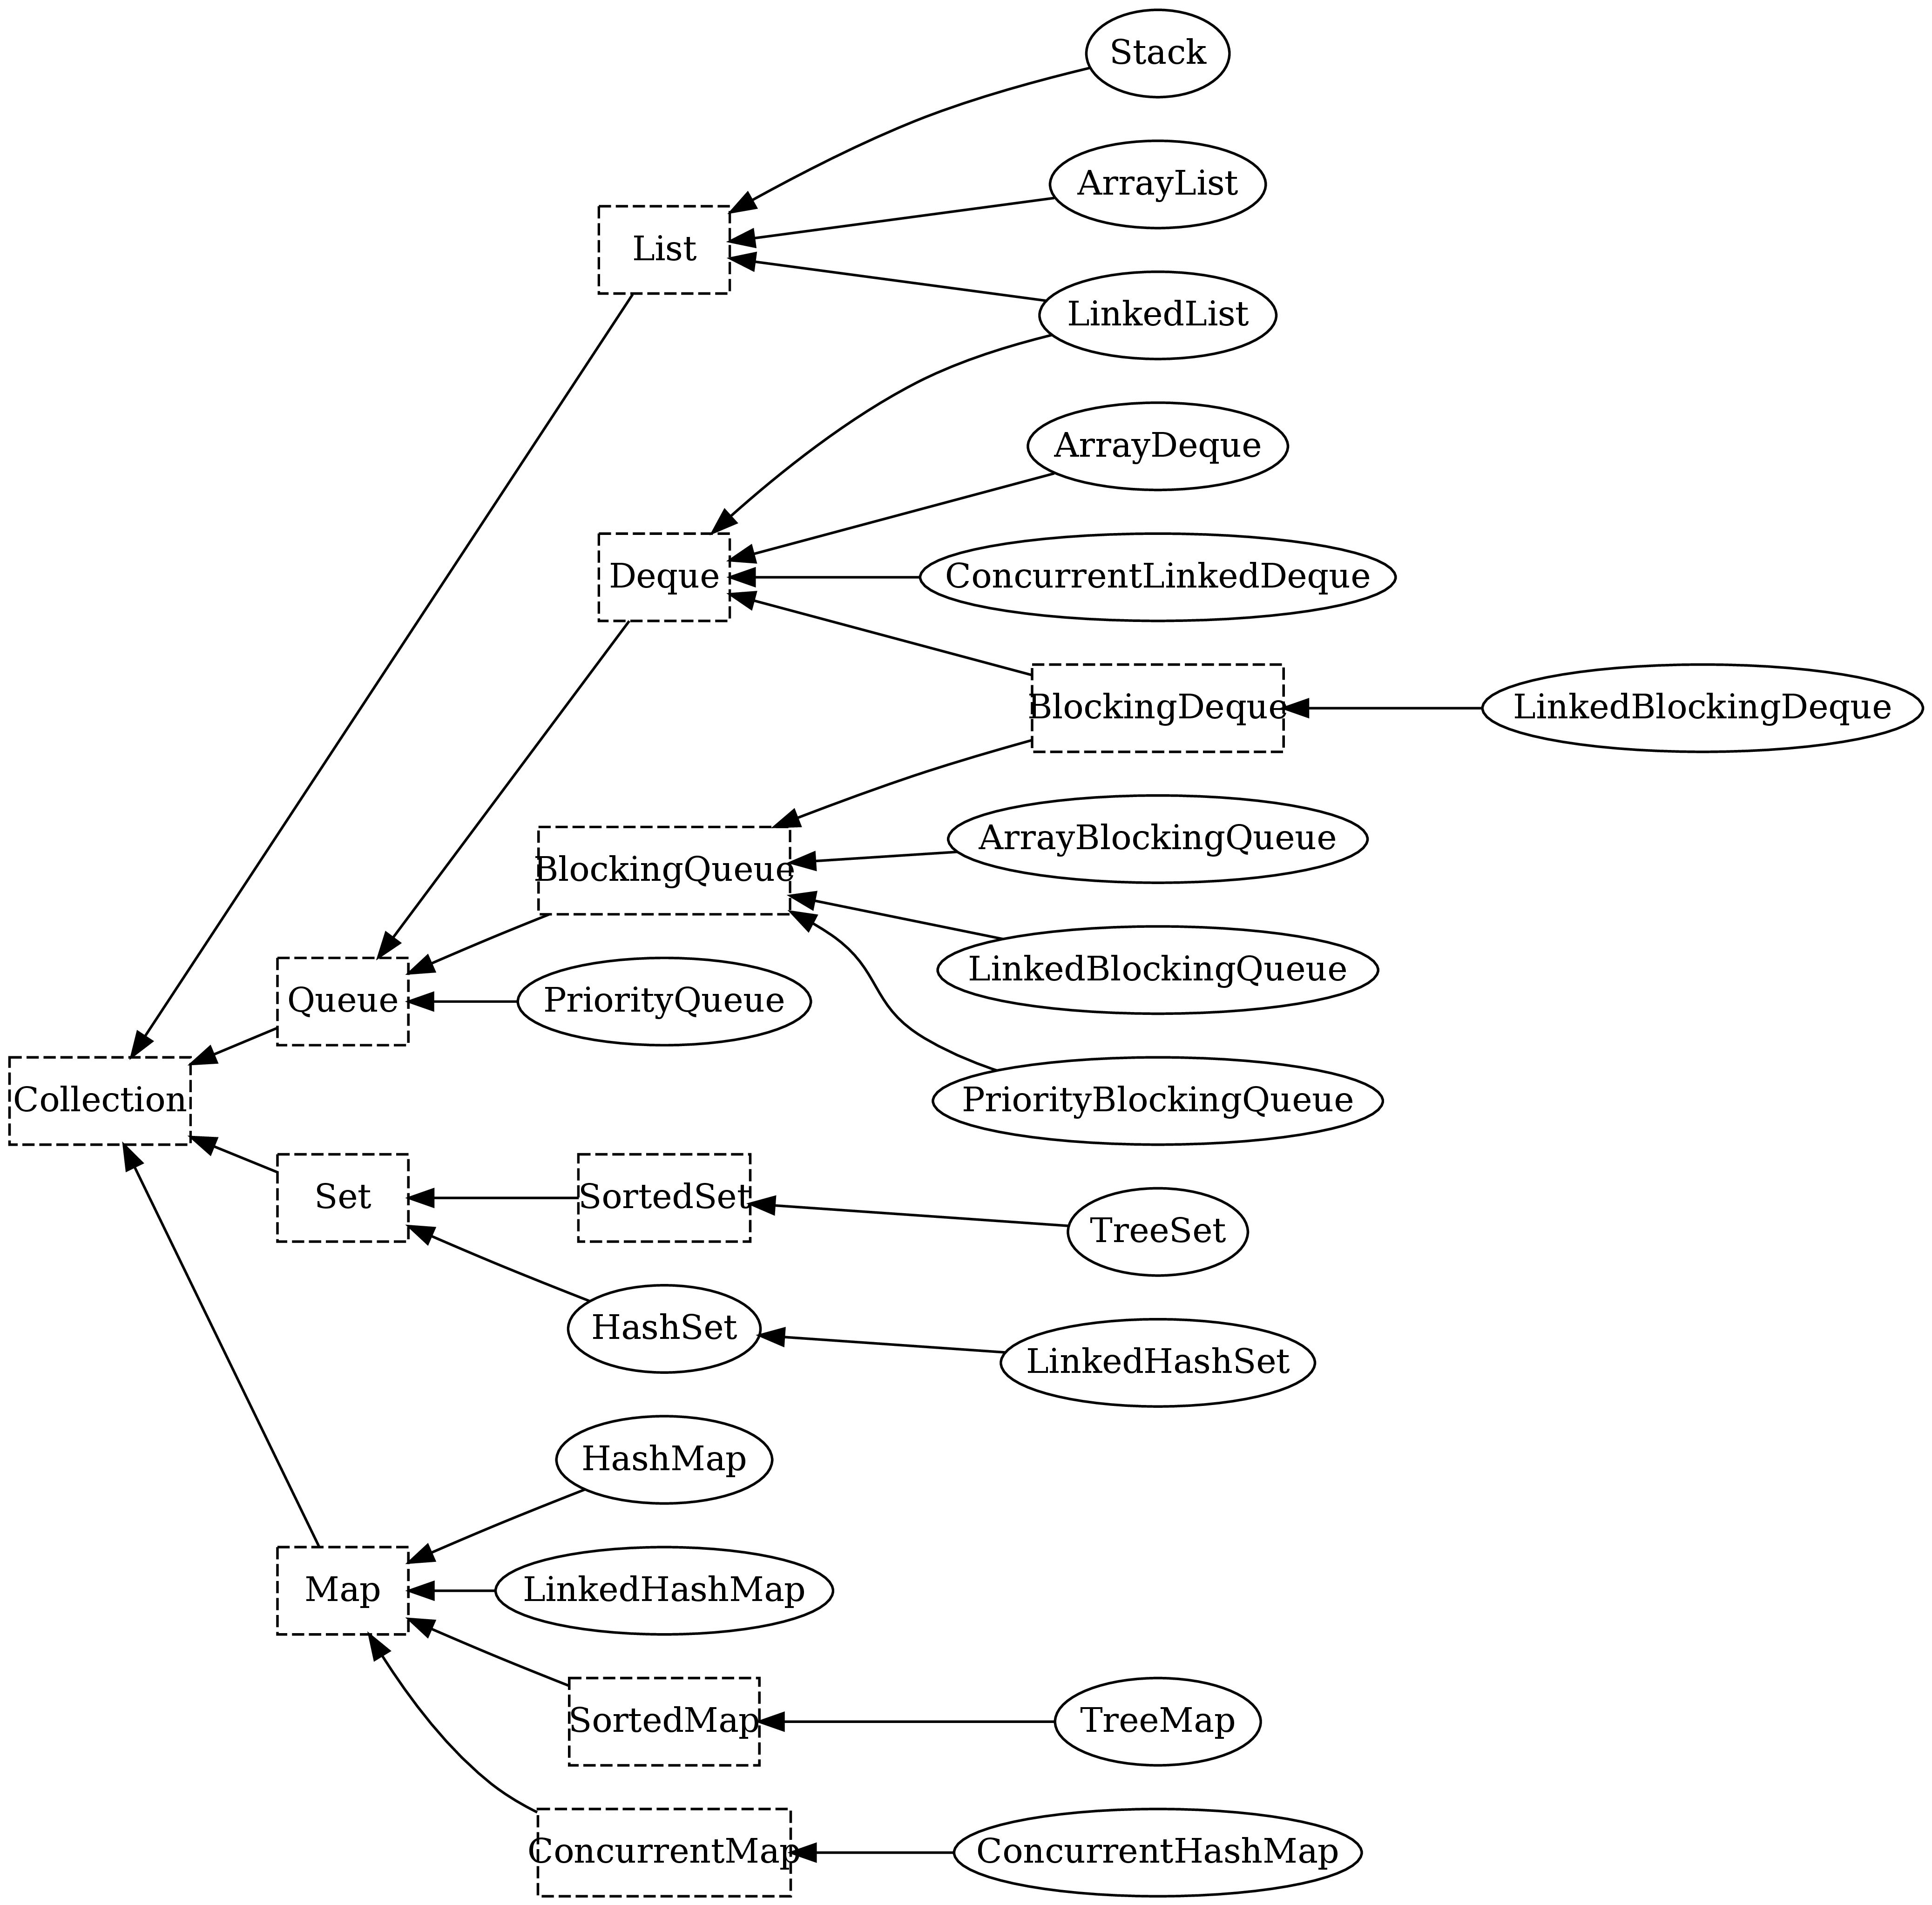 Stack
ArrayList
List
LinkedList
ArrayDeque
Deque
ConcurrentLinkedDeque
BlockingDeque
LinkedBlockingDeque
ArrayBlockingQueue
BlockingQueue
LinkedBlockingQueue
Queue
PriorityQueue
Collection
PriorityBlockingQueue
Set
SortedSet
TreeSet
HashSet
LinkedHashSet
HashMap
Map
LinkedHashMap
SortedMap
TreeMap
ConcurrentMap
ConcurrentHashMap